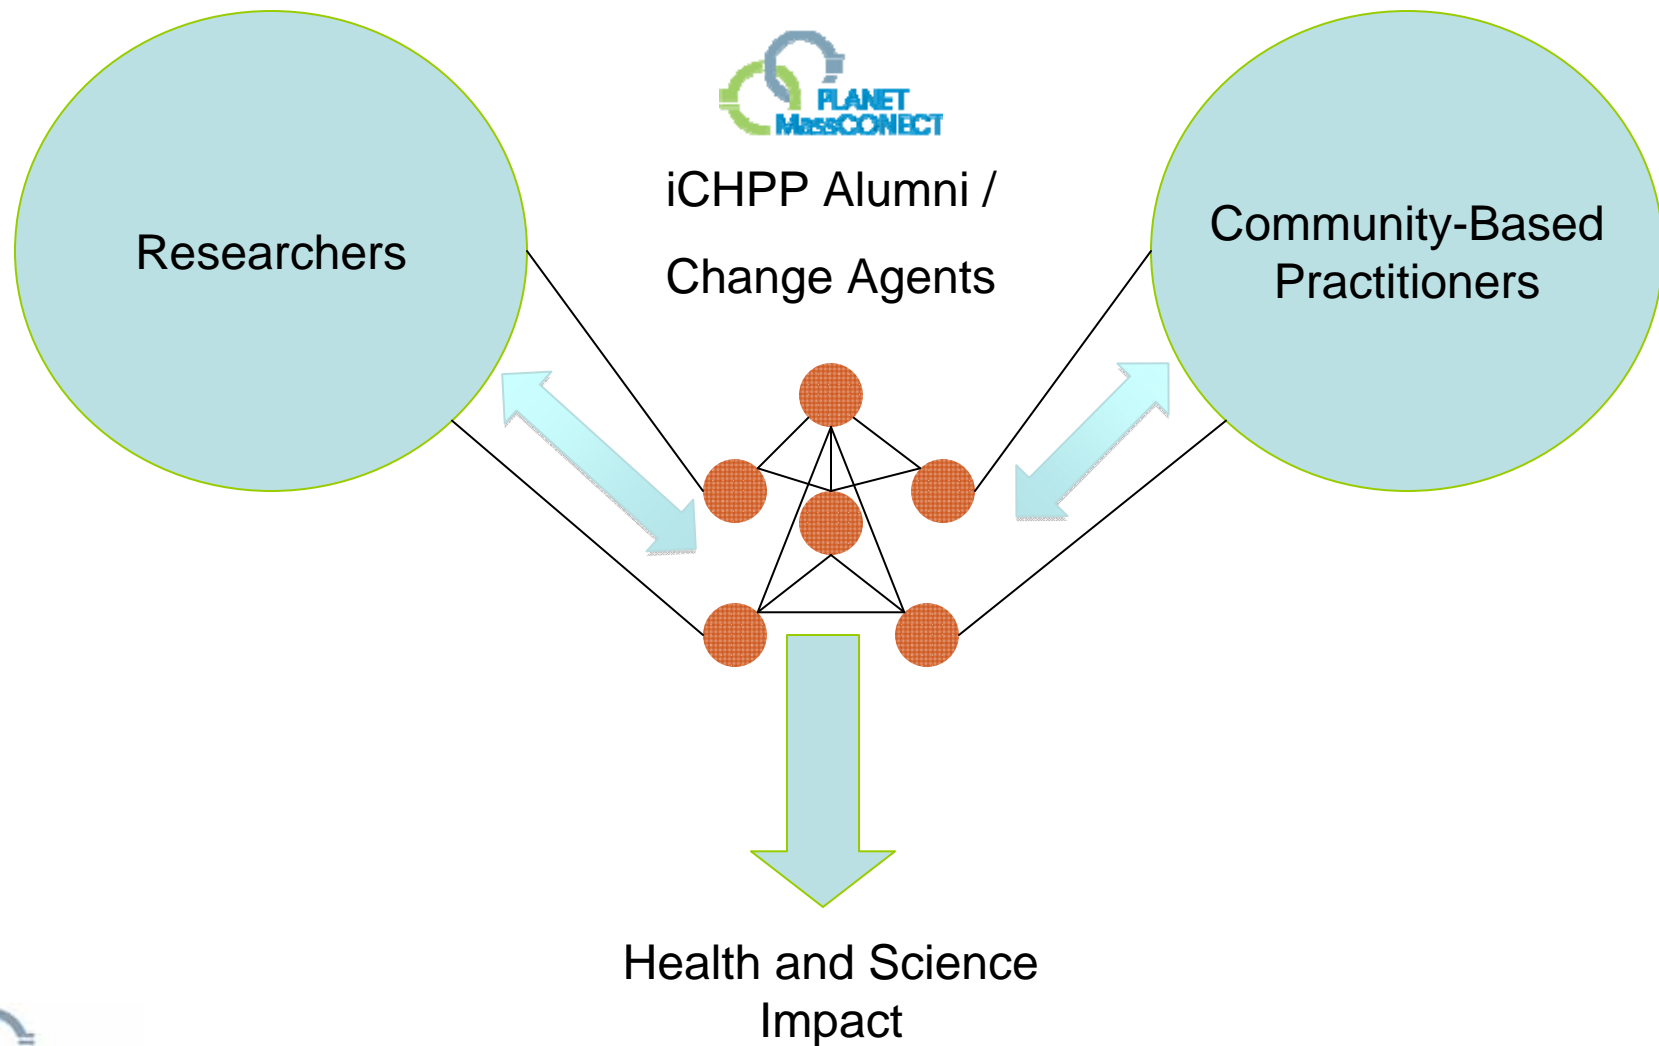 PLANET
MassCONECT
iCHPP Alumni /
Change Agents
Researchers
Community-Based
Practitioners
Health and Science
Impact